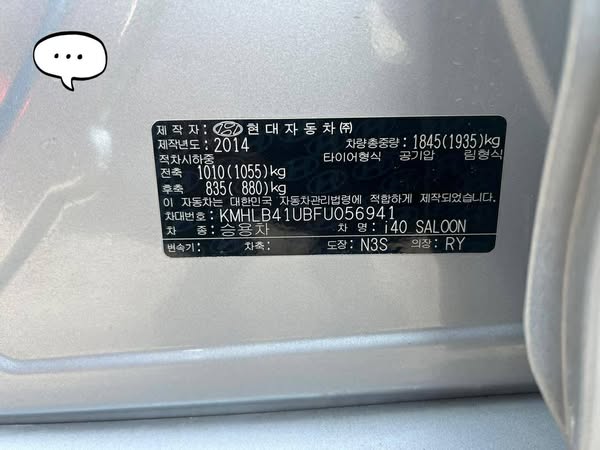 ...
제 작 자: 현대자동차㈜
제작년도: 2014 차량총중량: 1845(1935)kg
적차시하중 타이어형식 공기압 림형식
전축 1010(1055)kg
후축 835( 880)kg
이 자동차는 대한민국 자동차관리법령에 적합하게 제작되었음.
차대번호: KMHLB41UBFU056941
차 종: 승용차 차 명: i40 SALOON
변속기: 차축: 도장: N3S 의장: RY